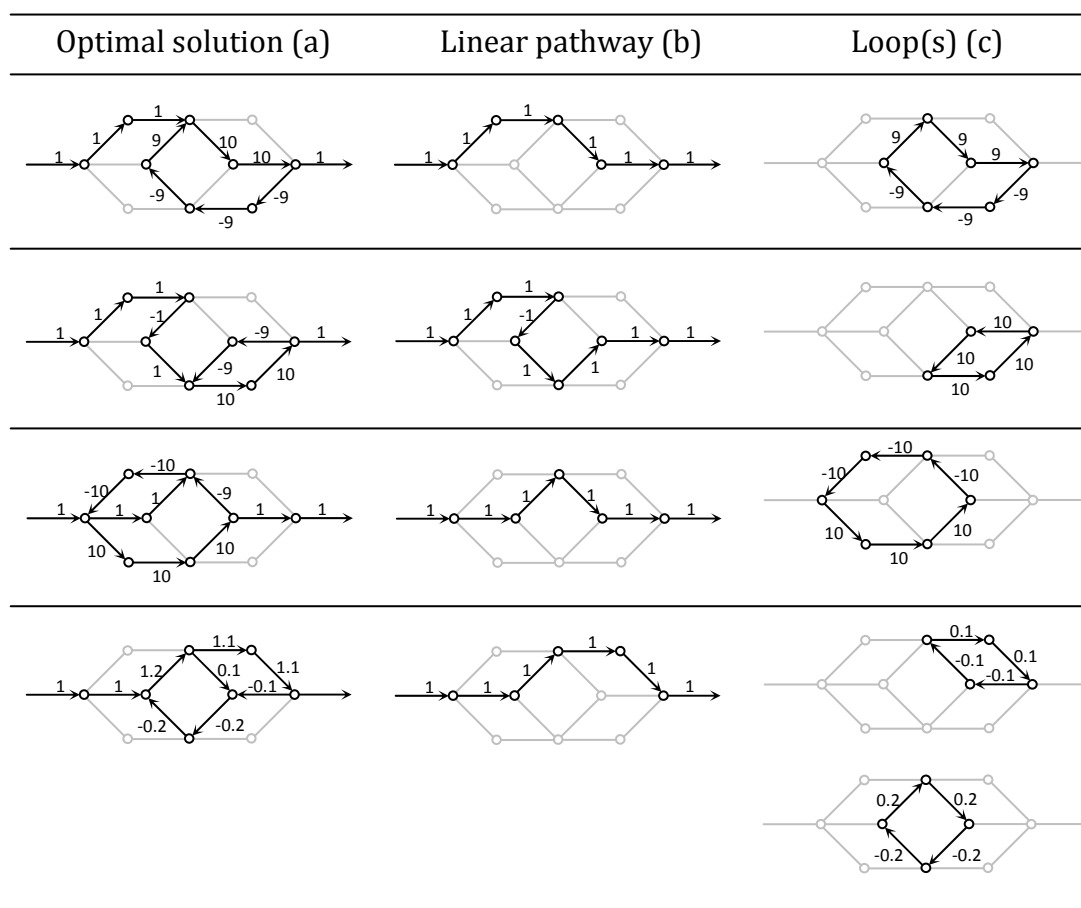 Optimal solution (a) Linear pathway (b) Loop(s) (c)
1 1 1 9 10 10 1 -9 -9 -9
1 1 1 1 1 1
9 9 9 -9 -9 -9
1 1 1 -1 -9 1 1 -9 10 10
1 1 1 -1 1 1 1 1
10 10 10 10
-10 -10 1 -9 1 1 1 1 10 10 10
1 1 1 1 1 1
-10 -10 -10 10 10 10
1 1 1.2 1.1 0.1 1.1 -0.1 -0.2 -0.2
1 1 1 1 1 1
0.1 -0.1 0.1 -0.1
0.2 0.2 -0.2 -0.2